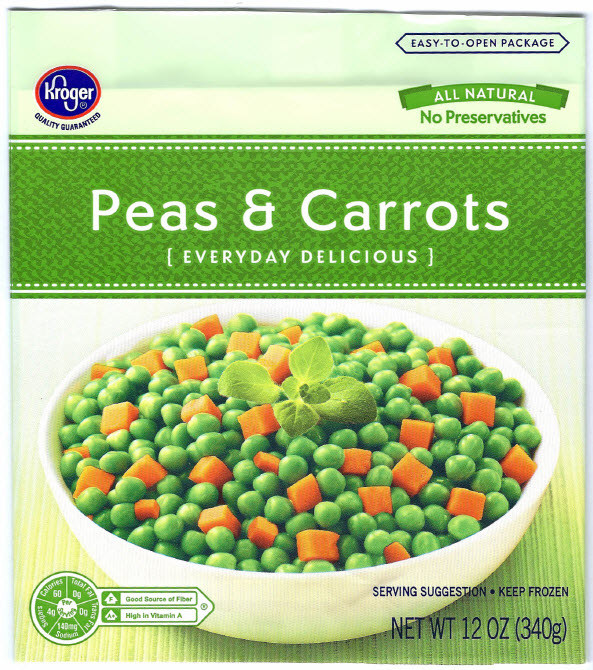 EASY-TO-OPEN PACKAGE
Kroger®
QUALITY GUARANTEED
ALL NATURAL
No Preservatives
Peas & Carrots
[ EVERYDAY DELICIOUS ]
Calories
60
Total Fat
0g
Trans Fat
0g
Sodium
140mg
Sugars
4g
Per
Good Source of Fiber
High in Vitamin A
®
SERVING SUGGESTION • KEEP FROZEN
NET WT 12 OZ (340g)